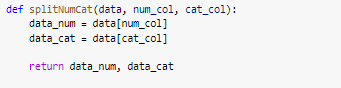 def splitNumCat(data, num_col, cat_col):
    data_num = data[num_col]
    data_cat = data[cat_col]

    return data_num, data_cat